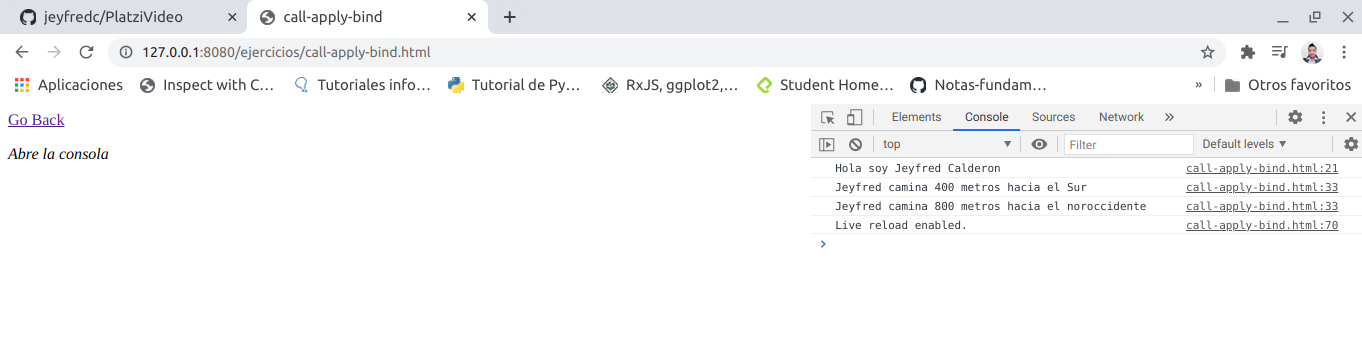 jeyfredc/PlatziVideo
call-apply-bind
127.0.0.1:8080/ejercicios/call-apply-bind.html
Aplicaciones Inspect with C… Tutoriales info… Tutorial de Py… RxJS, ggplot2,… Student Home… Notas-fundam… » Otros favoritos
Go Back
Abre la consola
Elements Console Sources Network »
top Filter Default levels
Hola soy Jeyfred Calderon call-apply-bind.html:21
Jeyfred camina 400 metros hacia el Sur call-apply-bind.html:33
Jeyfred camina 800 metros hacia el noroccidente call-apply-bind.html:33
Live reload enabled. call-apply-bind.html:70